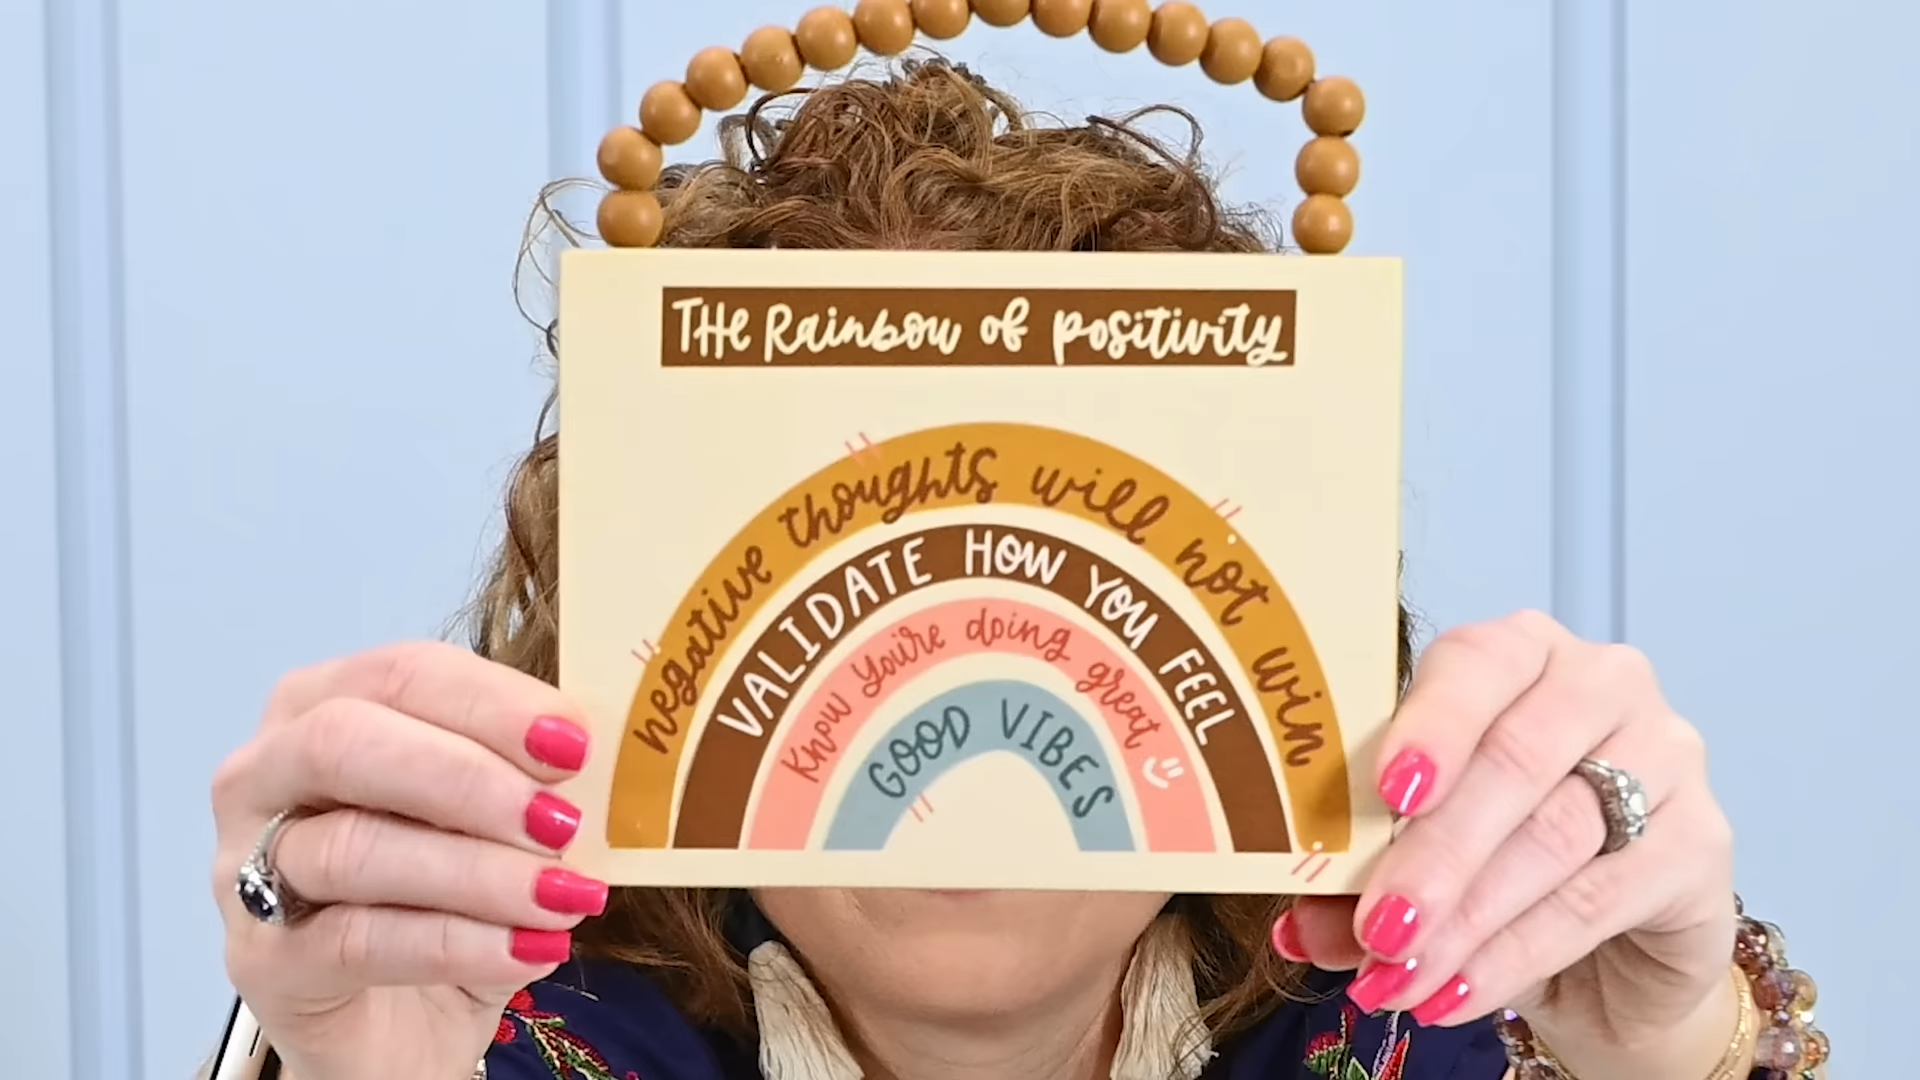 THe Rainbow of positivity
negative thoughts will not win
VALIDATE HOW YOU FEEL
Know you're doing great
GOOD VIBES